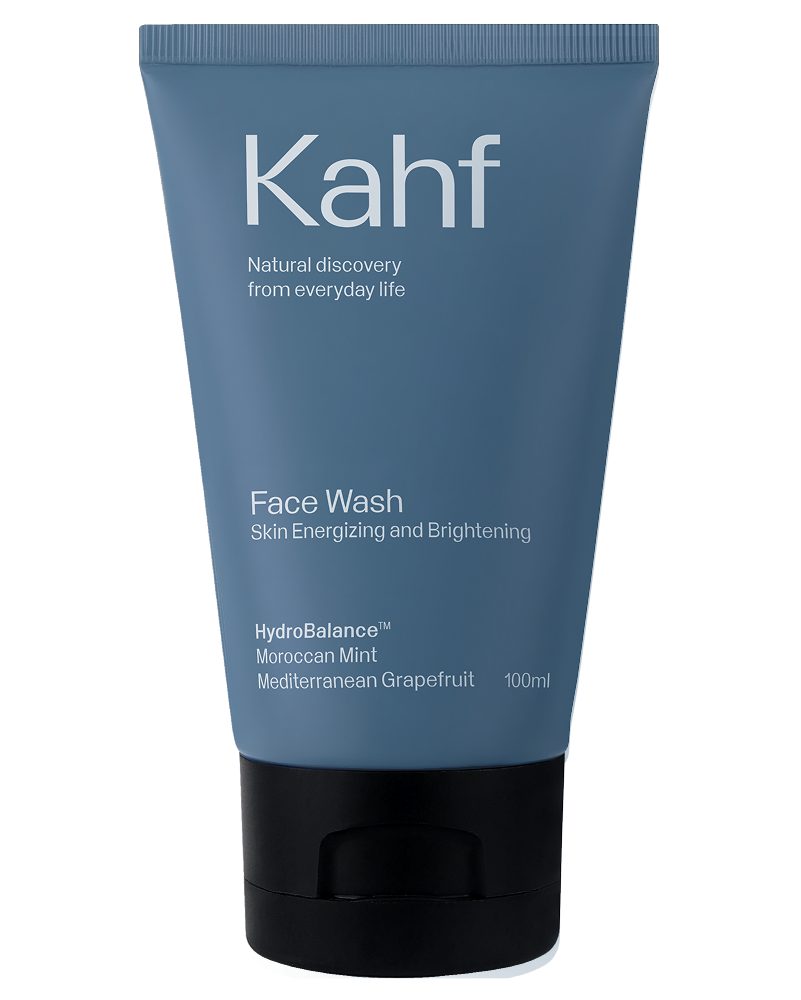 Kahf
Natural discovery
from everyday life
Face Wash
Skin Energizing and Brightening
HydroBalance™
Moroccan Mint
Mediterranean Grapefruit 100ml